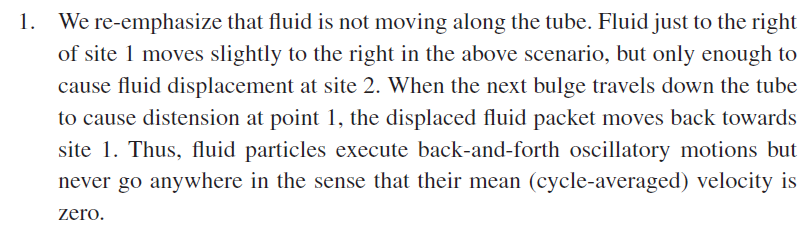 1. We re-emphasize that fluid is not moving along the tube. Fluid just to the right
of site 1 moves slightly to the right in the above scenario, but only enough to
cause fluid displacement at site 2. When the next bulge travels down the tube
to cause distension at point 1, the displaced fluid packet moves back towards
site 1. Thus, fluid particles execute back-and-forth oscillatory motions but
never go anywhere in the sense that their mean (cycle-averaged) velocity is
zero.